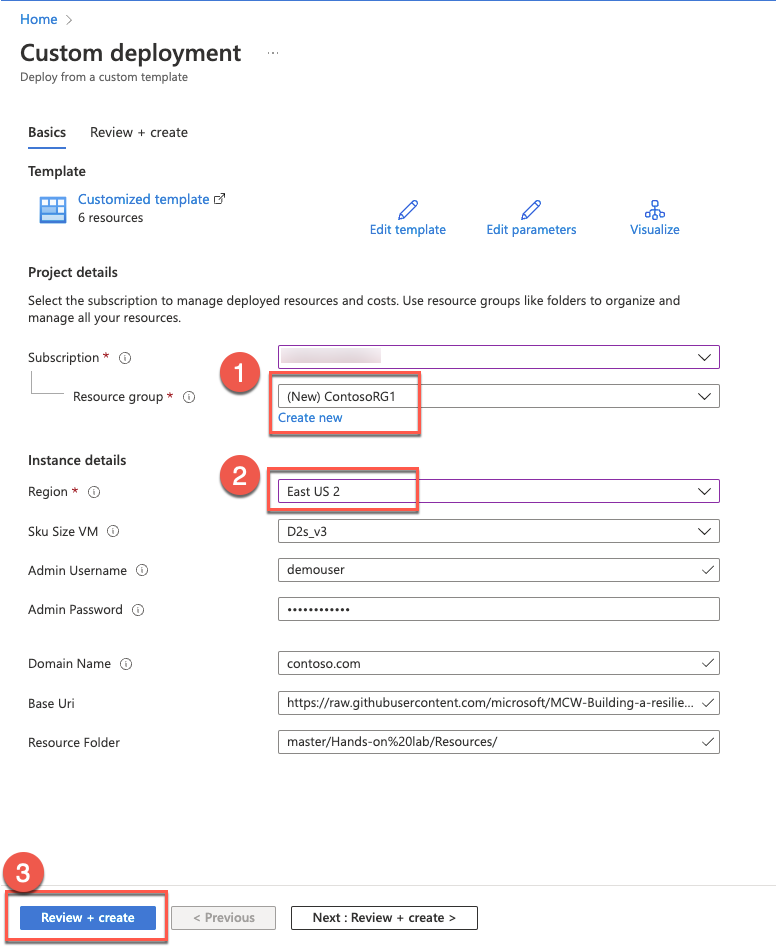 Home >
Custom deployment ...
Deploy from a custom template
Basics Review + create
Template
Customized template
6 resources
Edit template Edit parameters Visualize
Project details
Select the subscription to manage deployed resources and costs. Use resource groups like folders to organize and
manage all your resources.
Subscription *
1
Resource group * (New) ContosoRG1
Create new
Instance details
2
Region * East US 2
Sku Size VM D2s_v3
Admin Username demouser
Admin Password ••••••••••••
Domain Name contoso.com
Base Uri https://raw.githubusercontent.com/microsoft/MCW-Building-a-resilie...
Resource Folder master/Hands-on%20lab/Resources/
3
Review + create < Previous Next : Review + create >